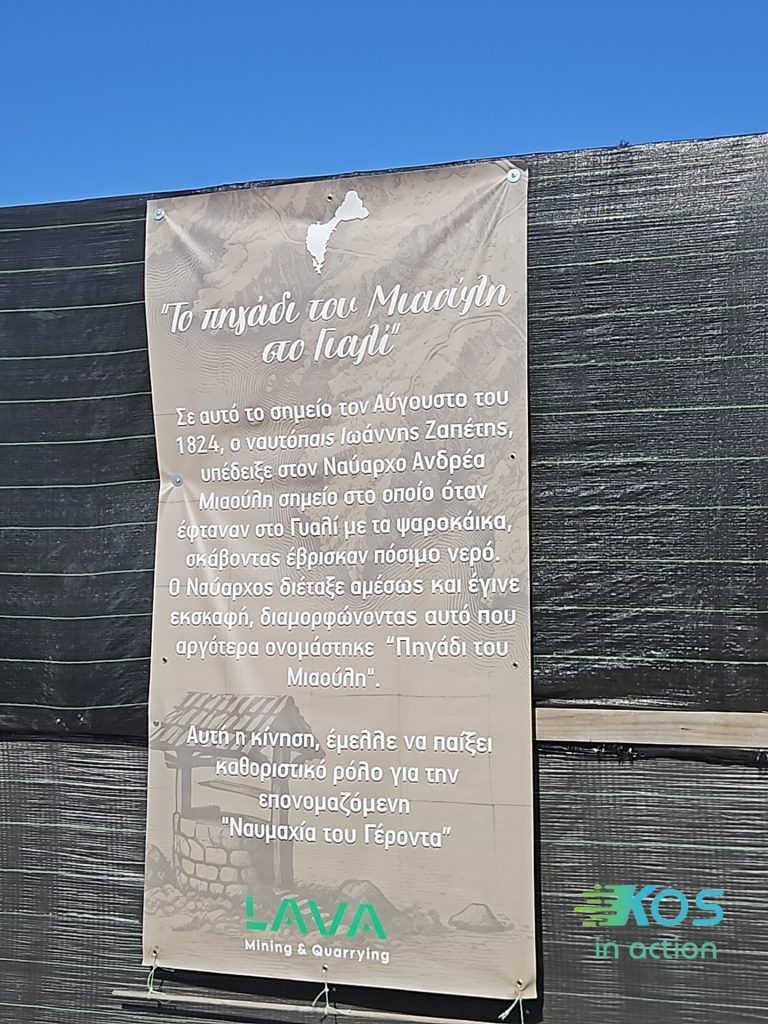 "Το πηγάδι του Μιαούλη
στο Γιαλί"
Σε αυτό το σημείο τον Αύγουστο του
1824, ο ναυτόπαις Ιωάννης Ζαπέτης,
υπέδειξε στον Ναύαρχο Ανδρέα
Μιαούλη σημείο στο οποίο όταν
έφταναν στο Γυαλί με τα ψαροκάικα,
σκάβοντας έβρισκαν πόσιμο νερό.
Ο Ναύαρχος διέταξε αμέσως και έγινε
εκσκαφή, διαμορφώνοντας αυτό που
αργότερα ονομάστηκε "Πηγάδι του
Μιαούλη".
Αυτή η κίνηση, έμελλε να παίξει
καθοριστικό ρόλο για την
επονομαζόμενη
"Ναυμαχία του Γέροντα"
LAVA
Mining & Quarrying
KOS
in action